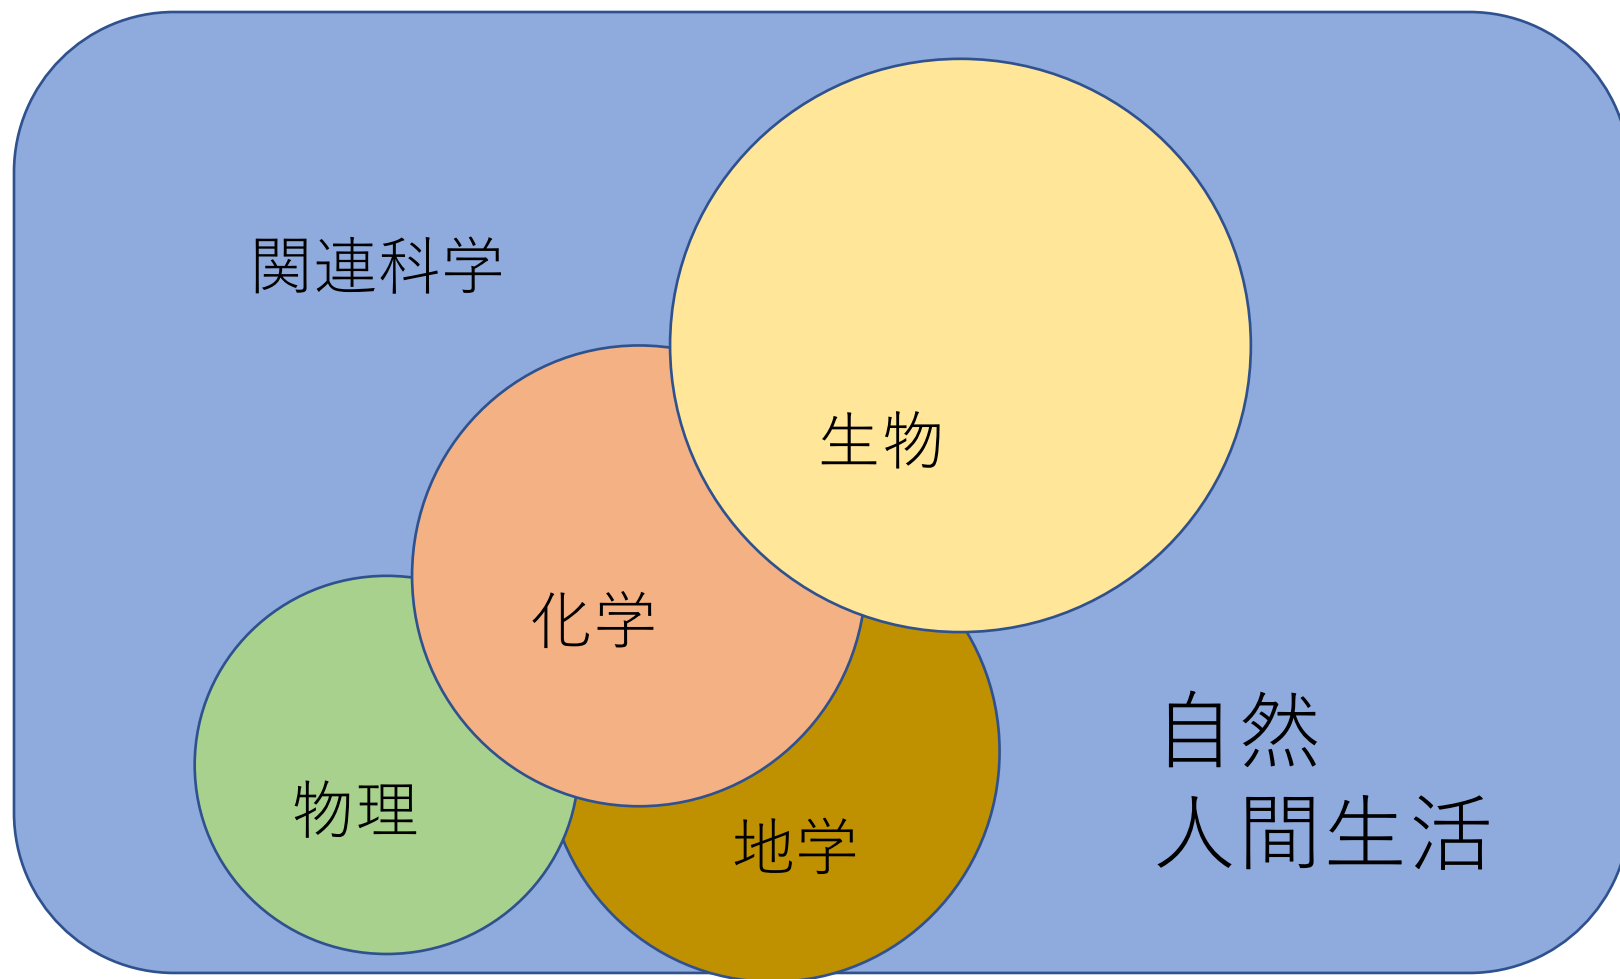 関連科学
生物
化学
物理
地学
自然
人間生活